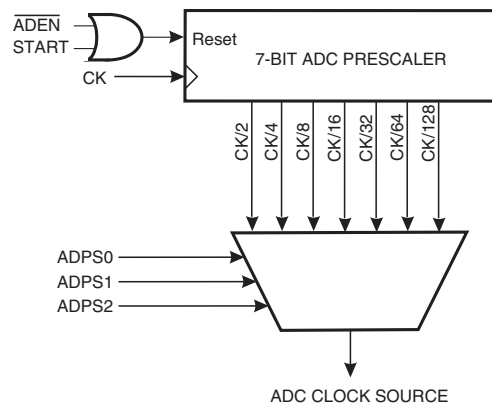 ADEN
START
Reset
CK
7-BIT ADC PRESCALER
CK/2
CK/4
CK/8
CK/16
CK/32
CK/64
CK/128
ADPS0
ADPS1
ADPS2
ADC CLOCK SOURCE